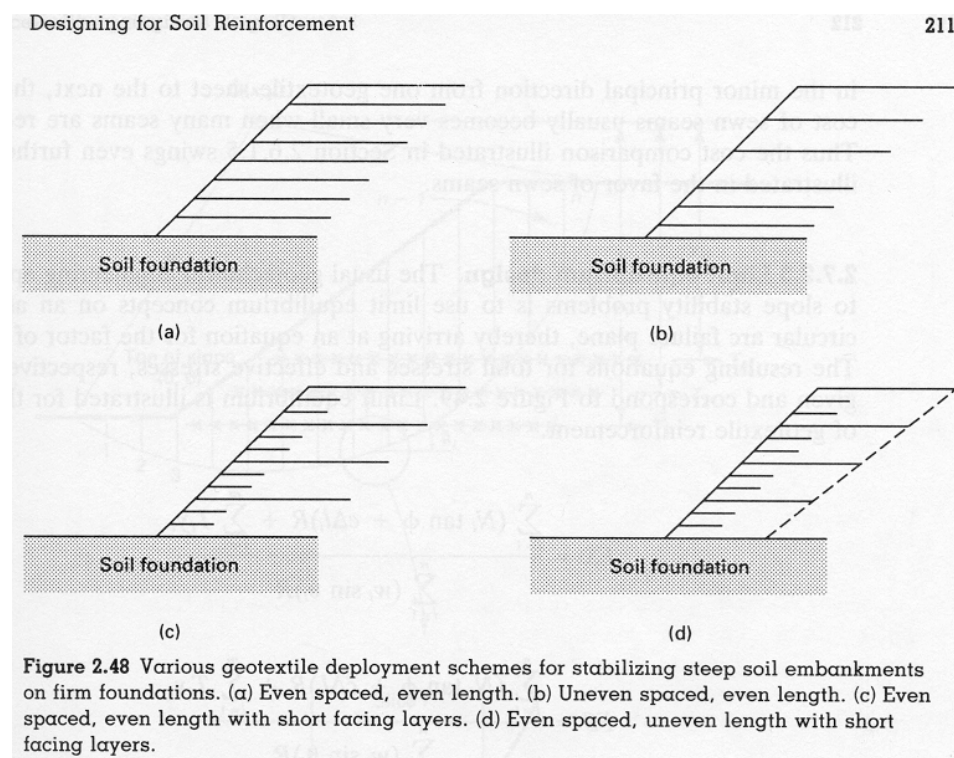 Designing for Soil Reinforcement 211
Soil foundation
Soil foundation
(a)
(b)
Soil foundation
Soil foundation
(c)
(d)
Figure 2.48 Various geotextile deployment schemes for stabilizing steep soil embankments
on firm foundations. (a) Even spaced, even length. (b) Uneven spaced, even length. (c) Even
spaced, even length with short facing layers. (d) Even spaced, uneven length with short
facing layers.